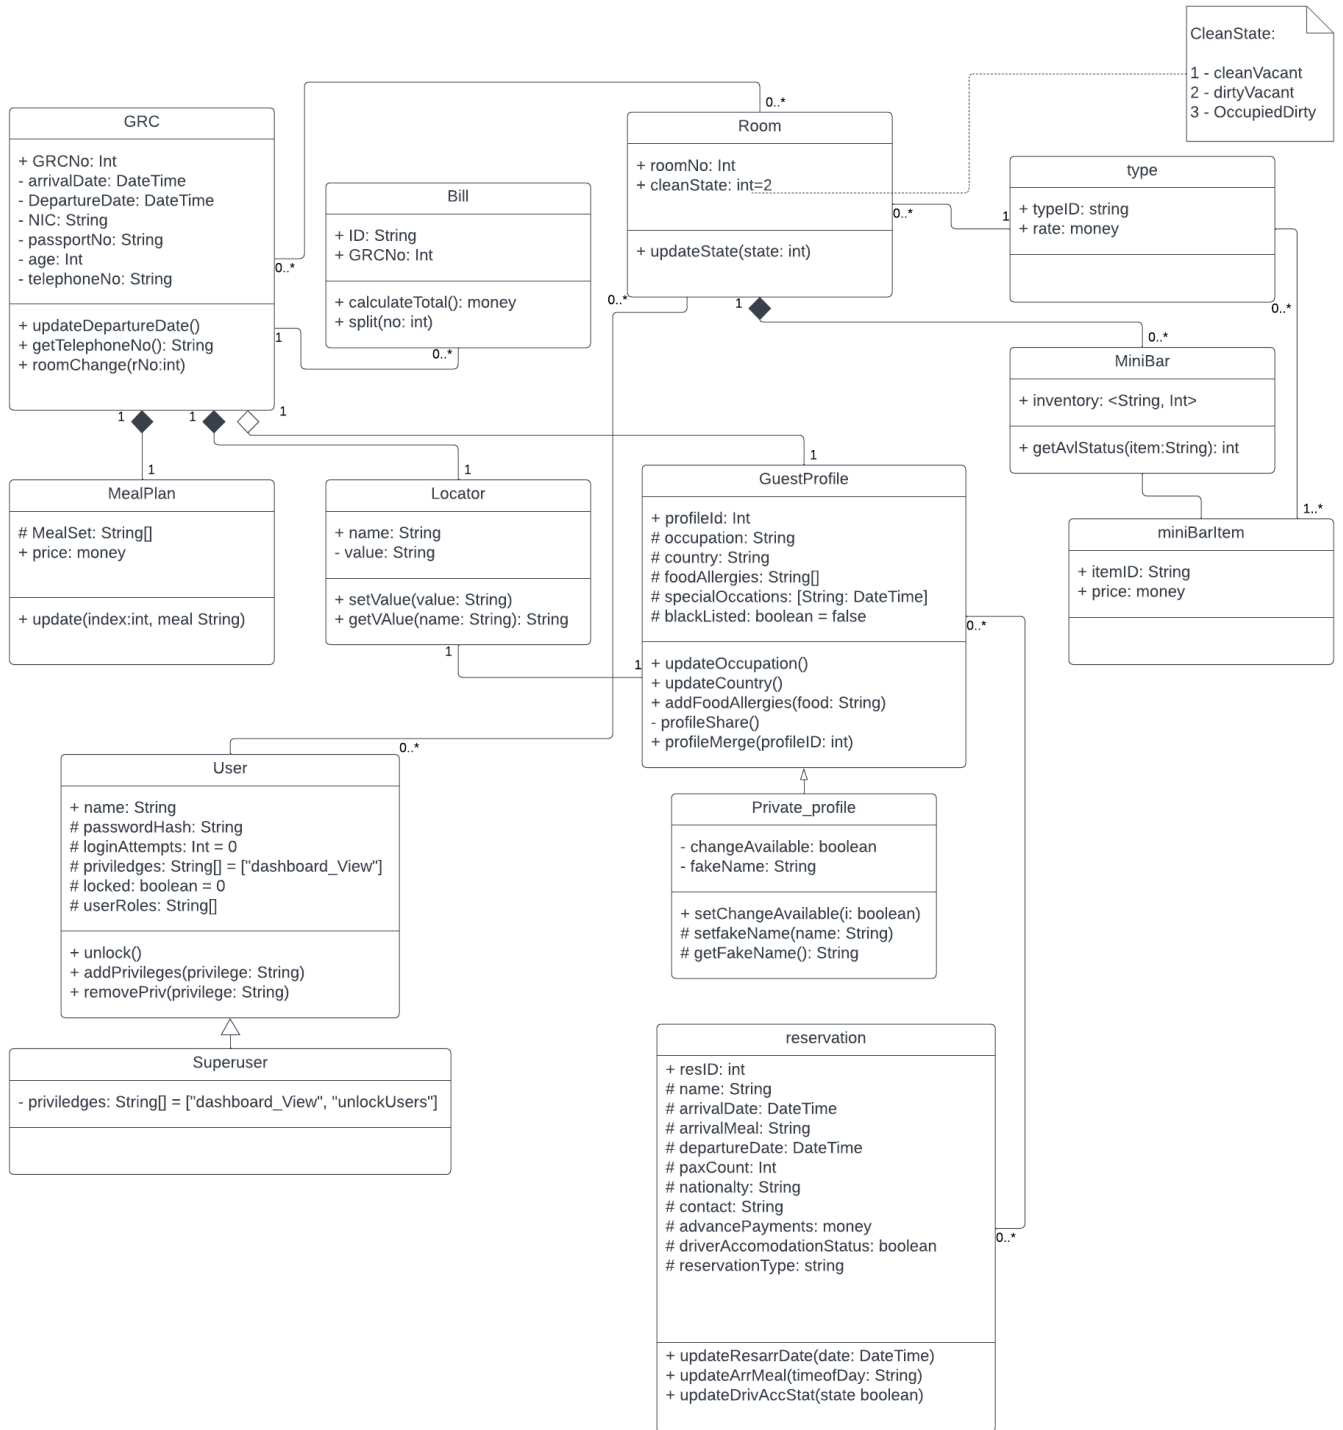 CleanState:
1 - cleanVacant
2 - dirtyVacant
3 - OccupiedDirty
GRC
+ GRCNo: Int
- arrivalDate: DateTime
- DepartureDate: DateTime
- NIC: String
- passportNo: String
- age: Int
- telephoneNo: String
+ updateDepartureDate()
+ getTelephoneNo(): String
+ roomChange(rNo:int)
0..*
1
1
1
1
Bill
+ ID: String
+ GRCNo: Int
+ calculateTotal(): money
+ split(no: int)
0..*
0..*
Room
+ roomNo: Int
+ cleanState: int=2
+ updateState(state: int)
0..*
0..*
1
1
type
+ typeID: string
+ rate: money
0..*
0..*
MiniBar
+ inventory: <String, Int>
+ getAvlStatus(item:String): int
1..*
miniBarItem
+ itemID: String
+ price: money
1
MealPlan
# MealSet: String[]
+ price: money
+ update(index:int, meal String)
1
Locator
+ name: String
- value: String
+ setValue(value: String)
+ getVAlue(name: String): String
1
1
1
GuestProfile
+ profileId: Int
# occupation: String
# country: String
# foodAllergies: String[]
# specialOccations: [String: DateTime]
# blackListed: boolean = false
+ updateOccupation()
+ updateCountry()
+ addFoodAllergies(food: String)
- profileShare()
+ profileMerge(profileID: int)
0..*
0..*
User
+ name: String
# passwordHash: String
# loginAttempts: Int = 0
# priviledges: String[] = ["dashboard_View"]
# locked: boolean = 0
# userRoles: String[]
+ unlock()
+ addPrivileges(privilege: String)
+ removePriv(privilege: String)
Private_profile
- changeAvailable: boolean
- fakeName: String
+ setChangeAvailable(i: boolean)
# setfakeName(name: String)
# getFakeName(): String
Superuser
- priviledges: String[] = ["dashboard_View", "unlockUsers"]
reservation
+ resID: int
# name: String
# arrivalDate: DateTime
# arrivalMeal: String
# departureDate: DateTime
# paxCount: Int
# nationalty: String
# contact: String
# advancePayments: money
# driverAccomodationStatus: boolean
# reservationType: string
0..*
+ updateResarrDate(date: DateTime)
+ updateArrMeal(timeofDay: String)
+ updateDrivAccStat(state boolean)